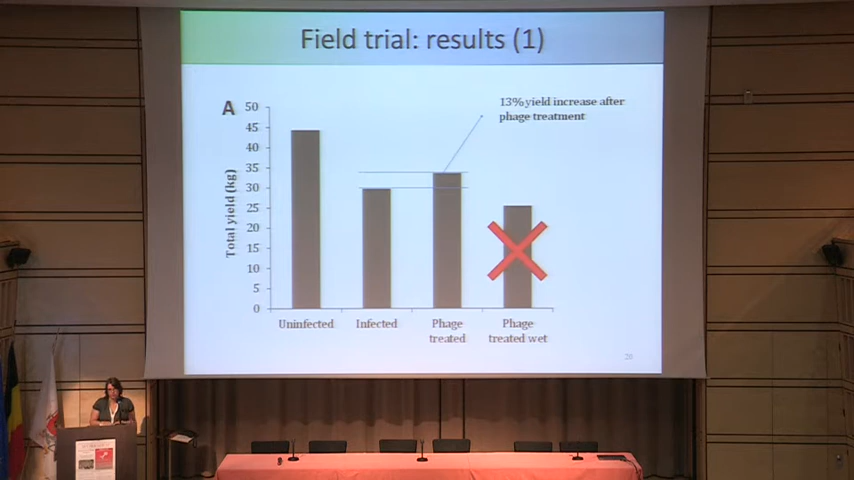 Field trial: results (1)
A
50
45
40
35
30
25
20
15
10
5
0
Total yield (kg)
13% yield increase after
phage treatment
Uninfected
Infected
Phage
treated
Phage
treated wet